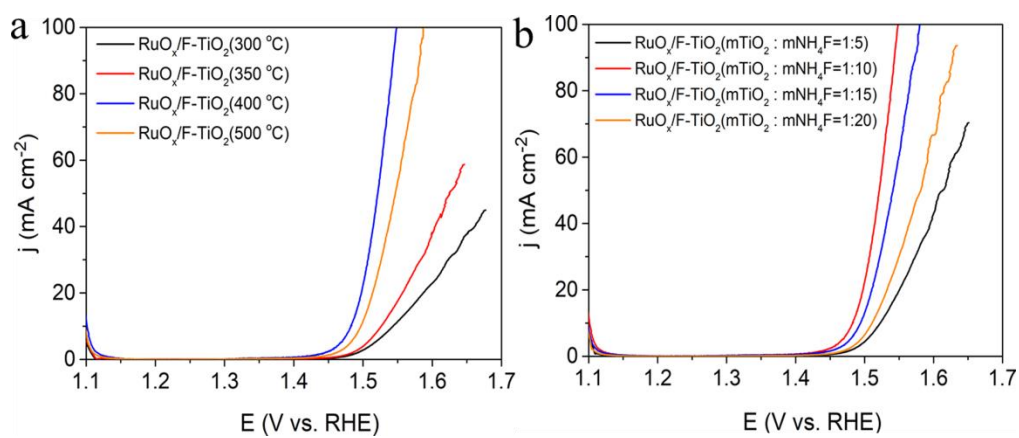 a
RuOₓ/F-TiO₂(300 °C)
RuOₓ/F-TiO₂(350 °C)
RuOₓ/F-TiO₂(400 °C)
RuOₓ/F-TiO₂(500 °C)
j (mA cm⁻²)
100
80
60
40
20
0
1.1 1.2 1.3 1.4 1.5 1.6 1.7
E (V vs. RHE)
b
RuOₓ/F-TiO₂(mTiO₂ : mNH₄F=1:5)
RuOₓ/F-TiO₂(mTiO₂ : mNH₄F=1:10)
RuOₓ/F-TiO₂(mTiO₂ : mNH₄F=1:15)
RuOₓ/F-TiO₂(mTiO₂ : mNH₄F=1:20)
j (mA cm⁻²)
100
80
60
40
20
0
1.1 1.2 1.3 1.4 1.5 1.6 1.7
E (V vs. RHE)